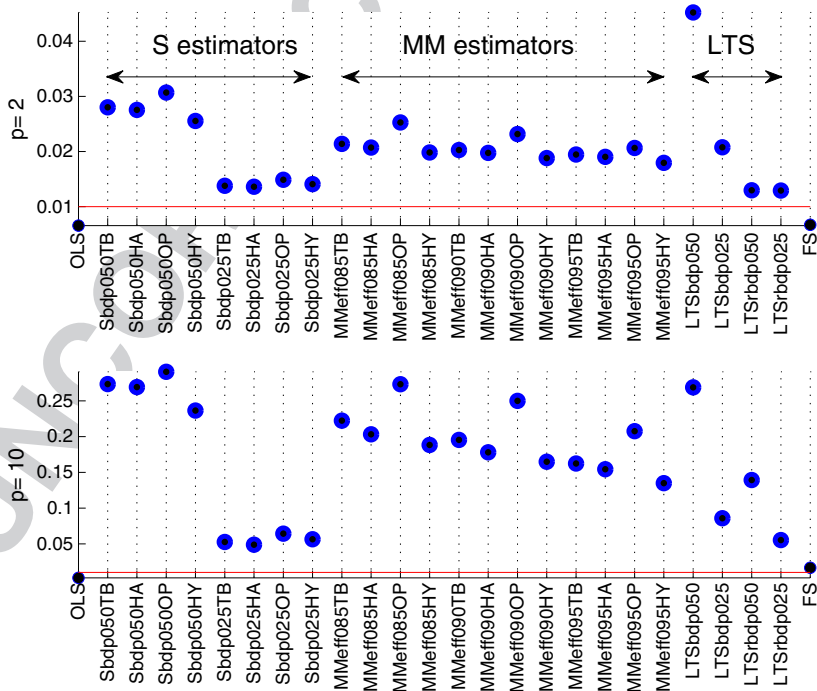 S estimators
MM estimators
LTS
p= 2
0.04
0.03
0.02
0.01
OLS
Sbdp050TB
Sbdp050HA
Sbdp050OP
Sbdp050HY
Sbdp025TB
Sbdp025HA
Sbdp025OP
Sbdp025HY
MMeff085TB
MMeff085HA
MMeff085OP
MMeff085HY
MMeff090TB
MMeff090HA
MMeff090OP
MMeff090HY
MMeff095TB
MMeff095HA
MMeff095OP
MMeff095HY
LTSbdp050
LTSbdp025
LTSrbdp050
LTSrbdp025
FS
p= 10
0.25
0.2
0.15
0.1
0.05
OLS
Sbdp050TB
Sbdp050HA
Sbdp050OP
Sbdp050HY
Sbdp025TB
Sbdp025HA
Sbdp025OP
Sbdp025HY
MMeff085TB
MMeff085HA
MMeff085OP
MMeff085HY
MMeff090TB
MMeff090HA
MMeff090OP
MMeff090HY
MMeff095TB
MMeff095HA
MMeff095OP
MMeff095HY
LTSbdp050
LTSbdp025
LTSrbdp050
LTSrbdp025
FS
UNCOR